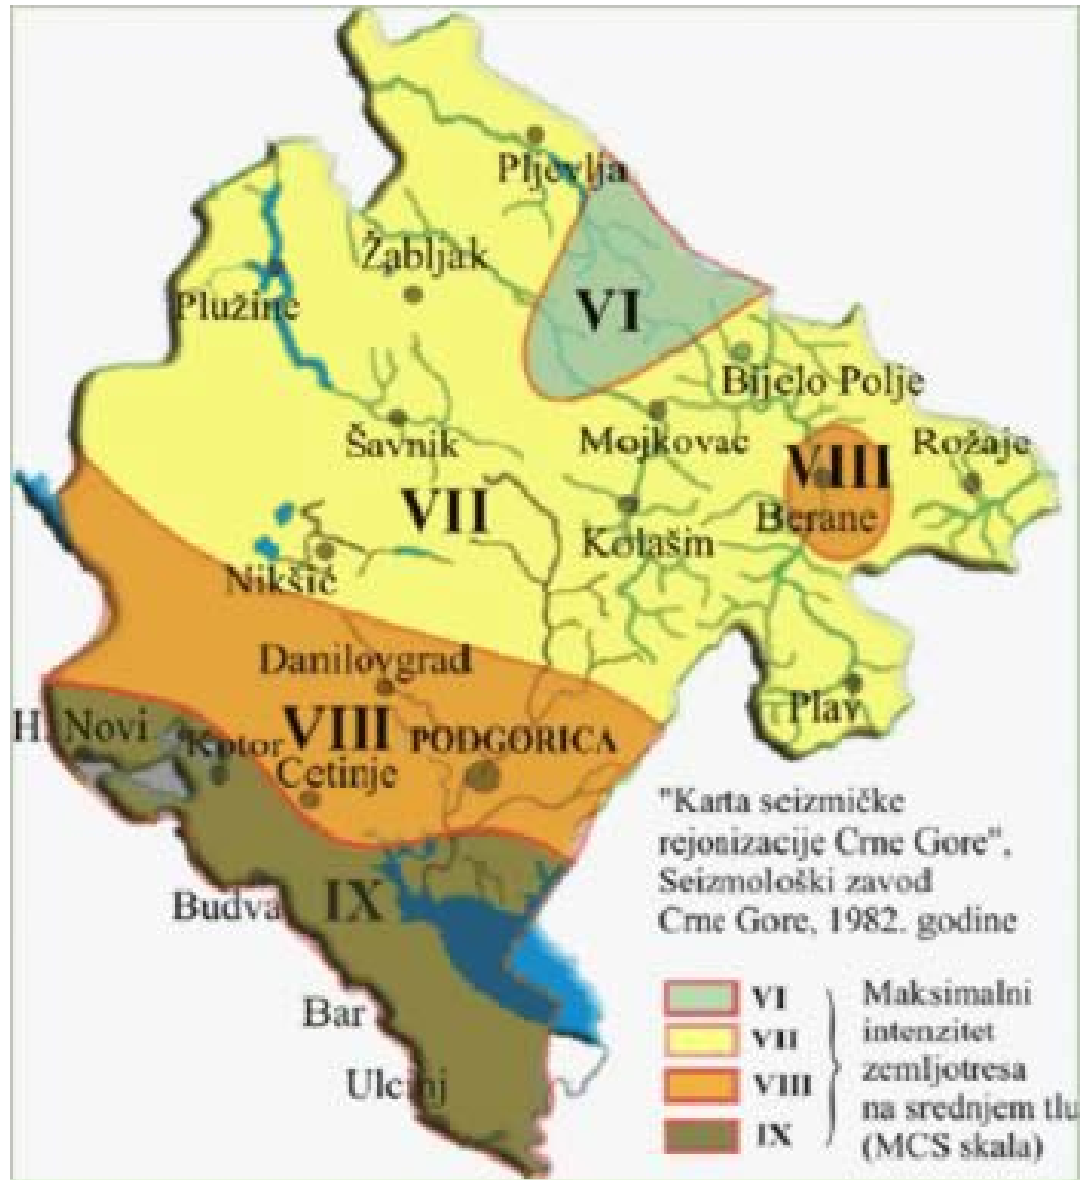 Pljevlja
Žabljak
Plužine
VI
Bijelo Polje
Šavnik
Mojkovac
VIII
Rožaje
VII
Berane
Kolašin
Nikšić
Danilovgrad
Plav
H. Novi
Kotor
VIII
PODGORICA
Cetinje
"Karta seizmičke
rejonizacije Crne Gore",
Seizmološki zavod
Crne Gore, 1982. godine
Budva
IX
Bar
Ulcinj
VI
VII
VIII
IX
Maksimalni
intenzitet
zemljotresa
na srednjem tlu
(MCS skala)